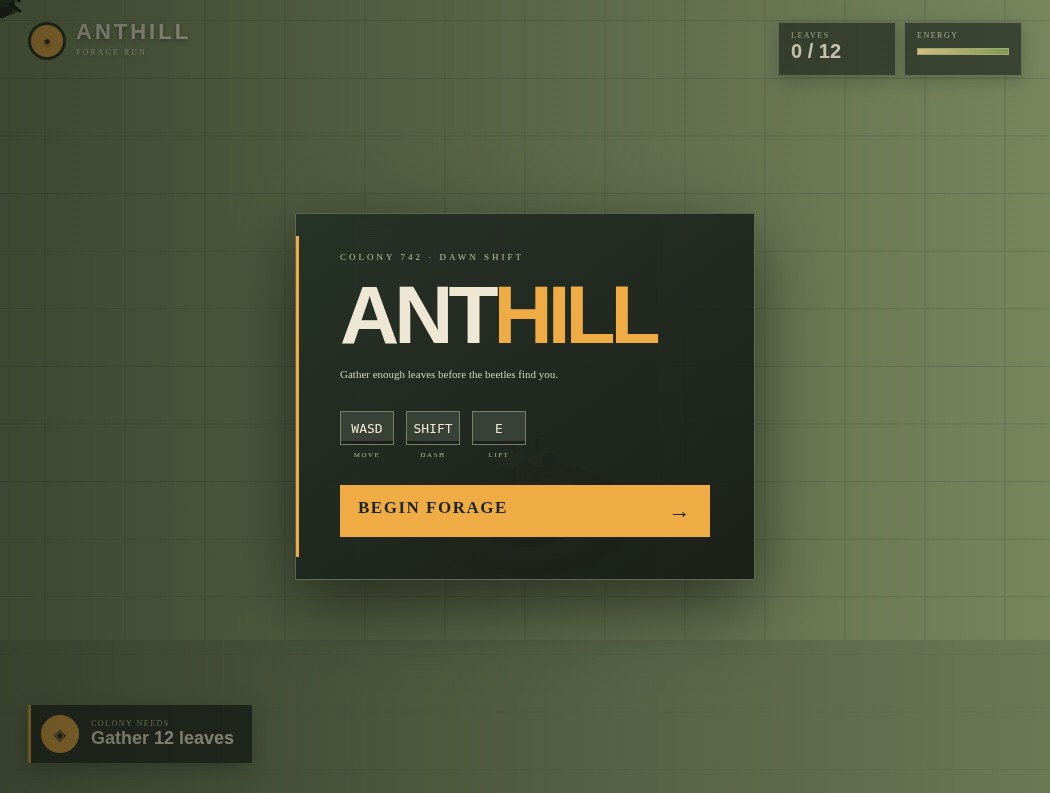 ANTHILL
FORAGE RUN
LEAVES
0 / 12
ENERGY
COLONY 742 · DAWN SHIFT
ANTHILL
Gather enough leaves before the beetles find you.
WASD SHIFT E
MOVE DASH LIFT
BEGIN FORAGE →
COLONY NEEDS
Gather 12 leaves